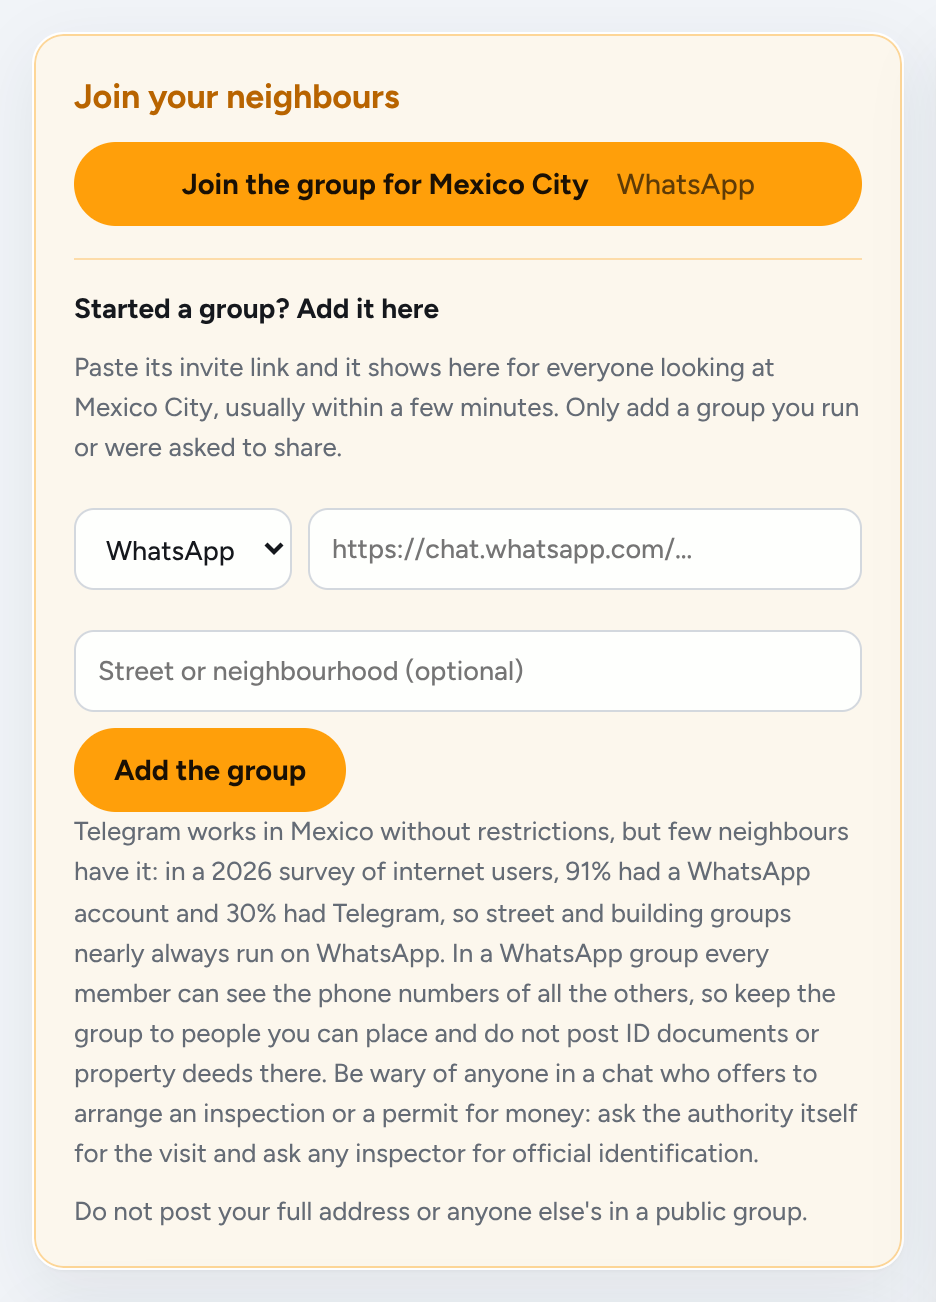 Join your neighbours
Join the group for Mexico City WhatsApp
Started a group? Add it here
Paste its invite link and it shows here for everyone looking at
Mexico City, usually within a few minutes. Only add a group you run
or were asked to share.
WhatsApp https://chat.whatsapp.com/...
Street or neighbourhood (optional)
Add the group
Telegram works in Mexico without restrictions, but few neighbours
have it: in a 2026 survey of internet users, 91% had a WhatsApp
account and 30% had Telegram, so street and building groups
nearly always run on WhatsApp. In a WhatsApp group every
member can see the phone numbers of all the others, so keep the
group to people you can place and do not post ID documents or
property deeds there. Be wary of anyone in a chat who offers to
arrange an inspection or a permit for money: ask the authority itself
for the visit and ask any inspector for official identification.
Do not post your full address or anyone else's in a public group.